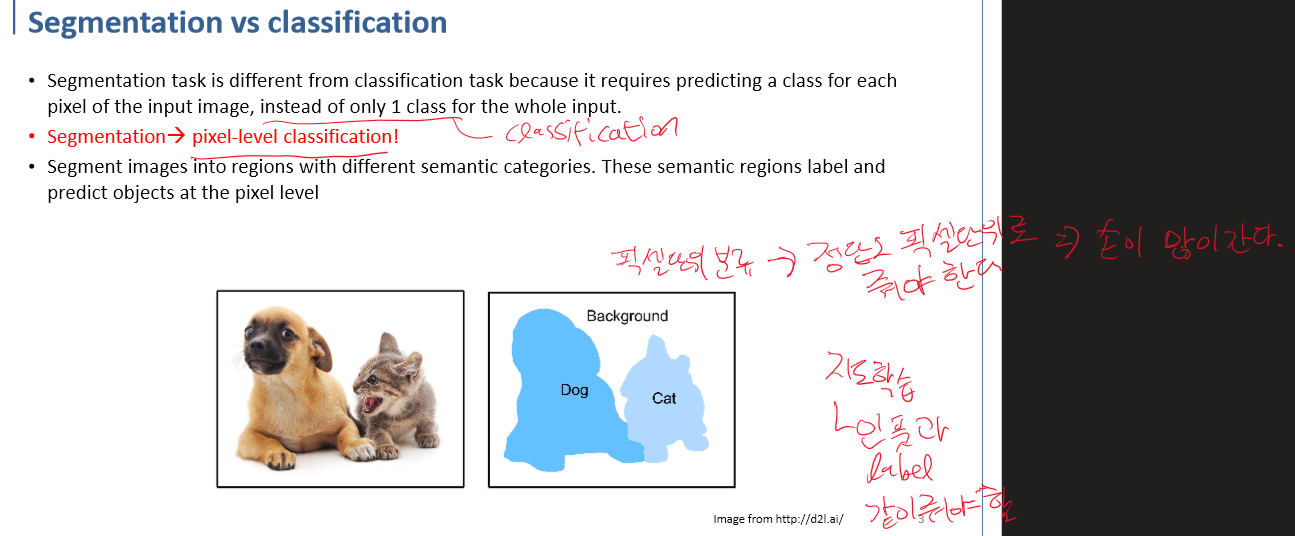 Segmentation vs classification
• Segmentation task is different from classification task because it requires predicting a class for each
pixel of the input image, instead of only 1 class for the whole input.
• Segmentation→ pixel-level classification!
classification
• Segment images into regions with different semantic categories. These semantic regions label and
predict objects at the pixel level
픽셀단위 분류 → 정답도 픽셀단위로 ⇒ 손이 많이간다.
줘야 한다
Background
Dog
Cat
지도학습
ㄴ인풋과
label
같이줘야 함
Image from http://d2l.ai/
3